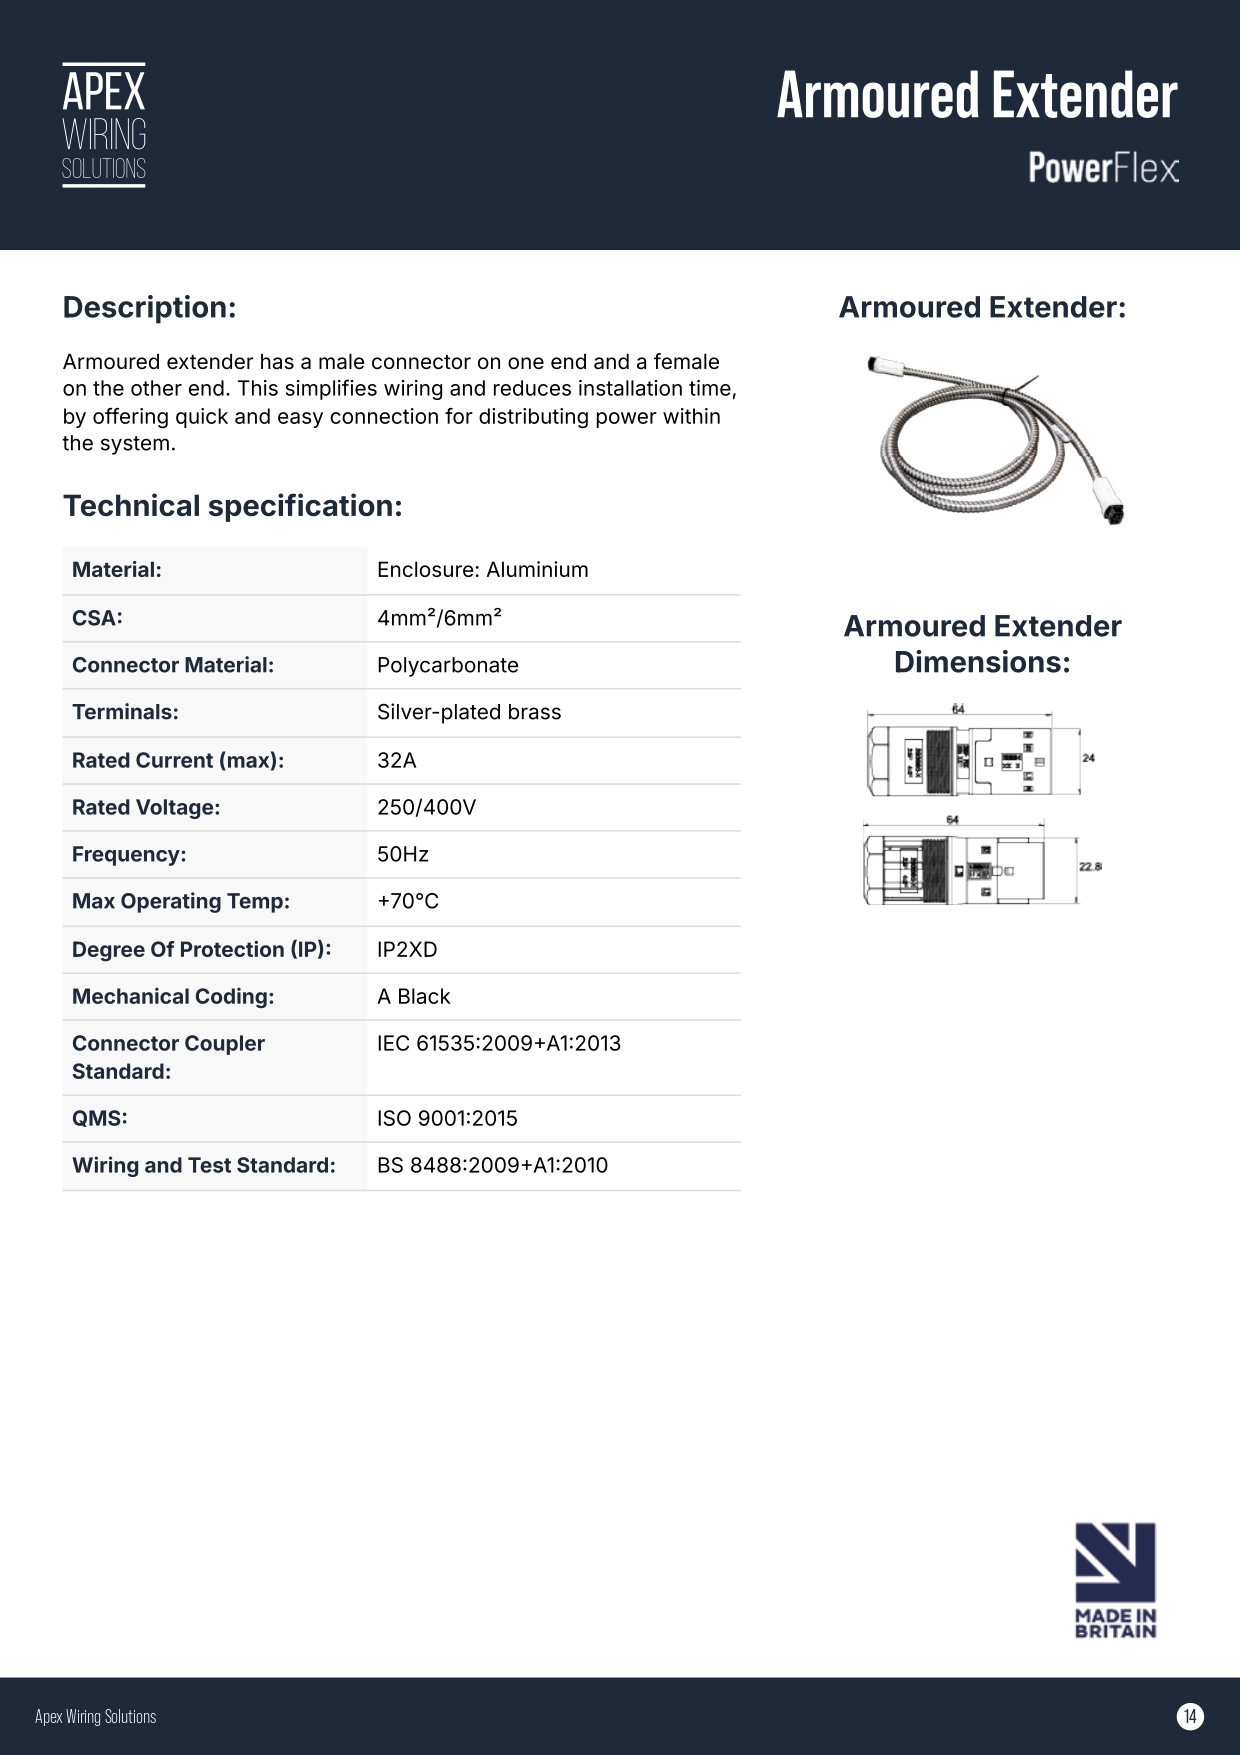 APEX
WIRING
SOLUTIONS
Armoured Extender
PowerFlex
Description:
Armoured extender has a male connector on one end and a female
on the other end. This simplifies wiring and reduces installation time,
by offering quick and easy connection for distributing power within
the system.
Technical specification:
Material: Enclosure: Aluminium
CSA: 4mm²/6mm²
Connector Material: Polycarbonate
Terminals: Silver-plated brass
Rated Current (max): 32A
Rated Voltage: 250/400V
Frequency: 50Hz
Max Operating Temp: +70°C
Degree Of Protection (IP): IP2XD
Mechanical Coding: A Black
Connector Coupler IEC 61535:2009+A1:2013
Standard:
QMS: ISO 9001:2015
Wiring and Test Standard: BS 8488:2009+A1:2010
Armoured Extender:
Armoured Extender
Dimensions:
64
24
64
22.8
MADE IN
BRITAIN
Apex Wiring Solutions
14